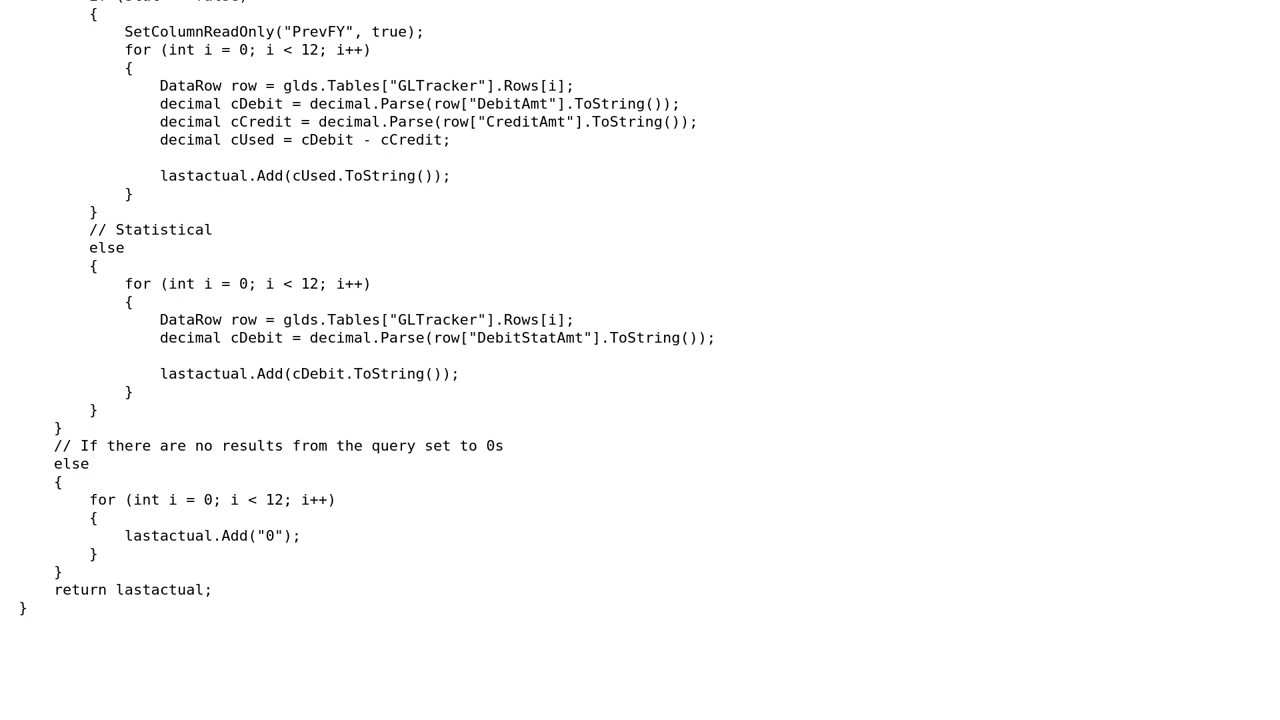 {
SetColumnReadOnly("PrevFY", true);
for (int i = 0; i < 12; i++)
{
DataRow row = glds.Tables["GLTracker"].Rows[i];
decimal cDebit = decimal.Parse(row["DebitAmt"].ToString());
decimal cCredit = decimal.Parse(row["CreditAmt"].ToString());
decimal cUsed = cDebit - cCredit;
lastactual.Add(cUsed.ToString());
}
}
// Statistical
else
{
for (int i = 0; i < 12; i++)
{
DataRow row = glds.Tables["GLTracker"].Rows[i];
decimal cDebit = decimal.Parse(row["DebitStatAmt"].ToString());
lastactual.Add(cDebit.ToString());
}
}
}
// If there are no results from the query set to 0s
else
{
for (int i = 0; i < 12; i++)
{
lastactual.Add("0");
}
}
return lastactual;
}